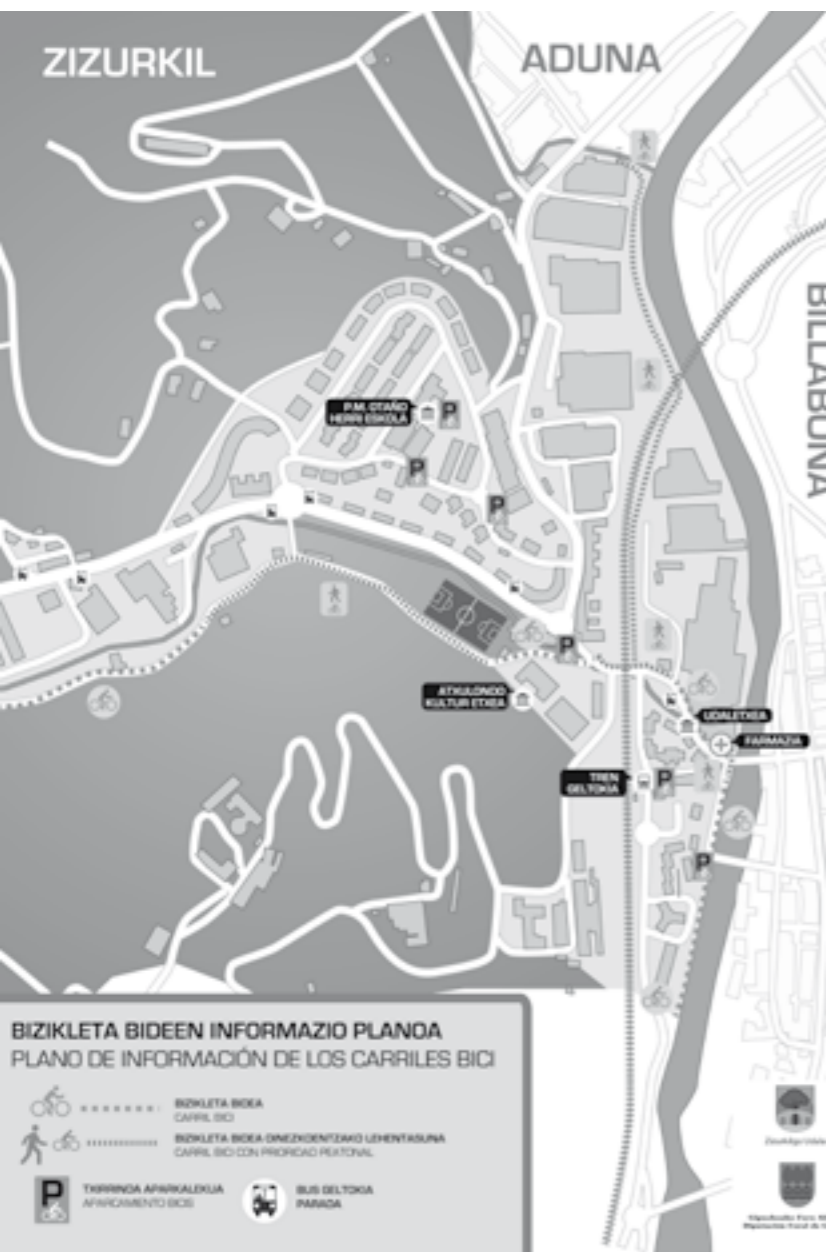 ZIZURKIL
ADUNA
BILLABONA
P.M. OTAÑO
HERRI ESKOLA
P
P
P
P
ATXULONDO
KULTUR ETXEA
UDALETXEA
FARMAZIA
TREN
GELTOKIA
P
P
BIZIKLETA BIDEEN INFORMAZIO PLANOA
PLANO DE INFORMACIÓN DE LOS CARRILES BICI
BIZIKLETA BIDEA
CARRIL BICI
BIZIKLETA BIDEA OINEZKOENTZAKO LEHENTASUNA
CARRIL BICI CON PRIORIDAD PEATONAL
P
TXIRRINDA APARKALEKUA
APARCAMIENTO BICIS
BUS GELTOKIA
PARADA